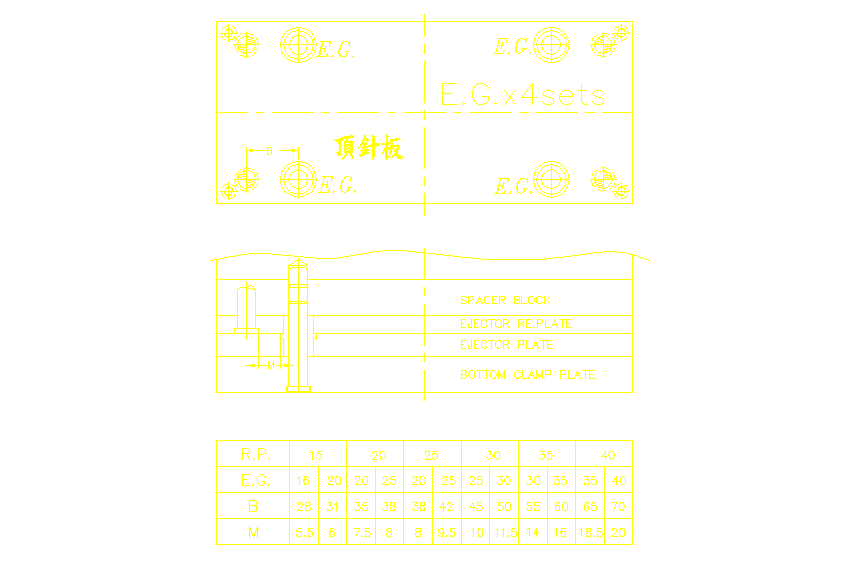 E.G. E.G.
E.G.x4sets
B 頂針板
E.G. E.G.
SPACER BLOCK
EJECTOR RE.PLATE
EJECTOR PLATE
M
BOTTOM CLAMP PLATE
R.P. 15 20 25 30 35 40
E.G. 16 20 20 25 20 25 25 30 30 35 35 40
B 28 31 35 38 38 42 45 50 55 60 65 70
M 5.5 6 7.5 8 8 9.5 10 11.5 14 16 18.5 20